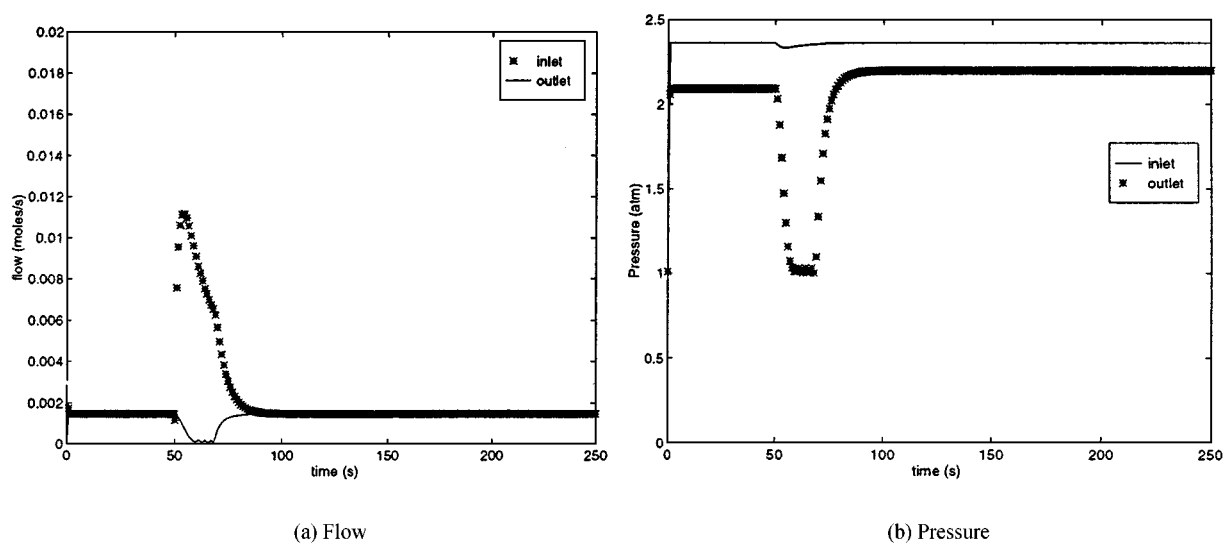 0.02
0.018
0.016
0.014
0.012
0.01
0.008
0.006
0.004
0.002
0
flow (moles/s)
inlet
outlet
0
50
100
150
200
250
time (s)
(a) Flow
2.5
2
1.5
1
0.5
0
Pressure (atm)
inlet
outlet
0
50
100
150
200
250
time (s)
(b) Pressure